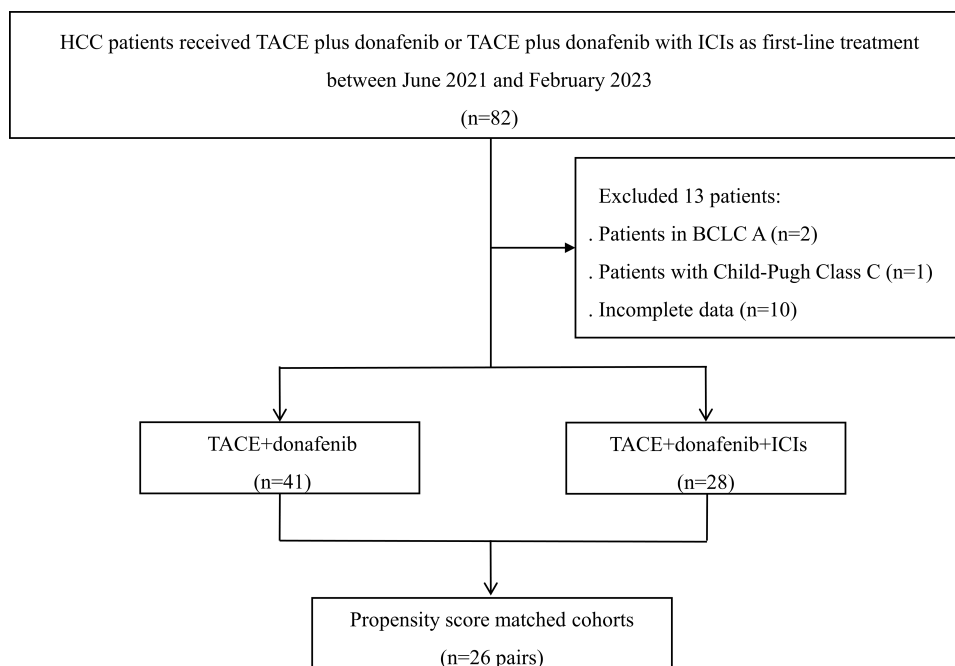 HCC patients received TACE plus donafenib or TACE plus donafenib with ICIs as first-line treatment
between June 2021 and February 2023
(n=82)
Excluded 13 patients:
. Patients in BCLC A (n=2)
. Patients with Child-Pugh Class C (n=1)
. Incomplete data (n=10)
TACE+donafenib
(n=41)
TACE+donafenib+ICIs
(n=28)
Propensity score matched cohorts
(n=26 pairs)